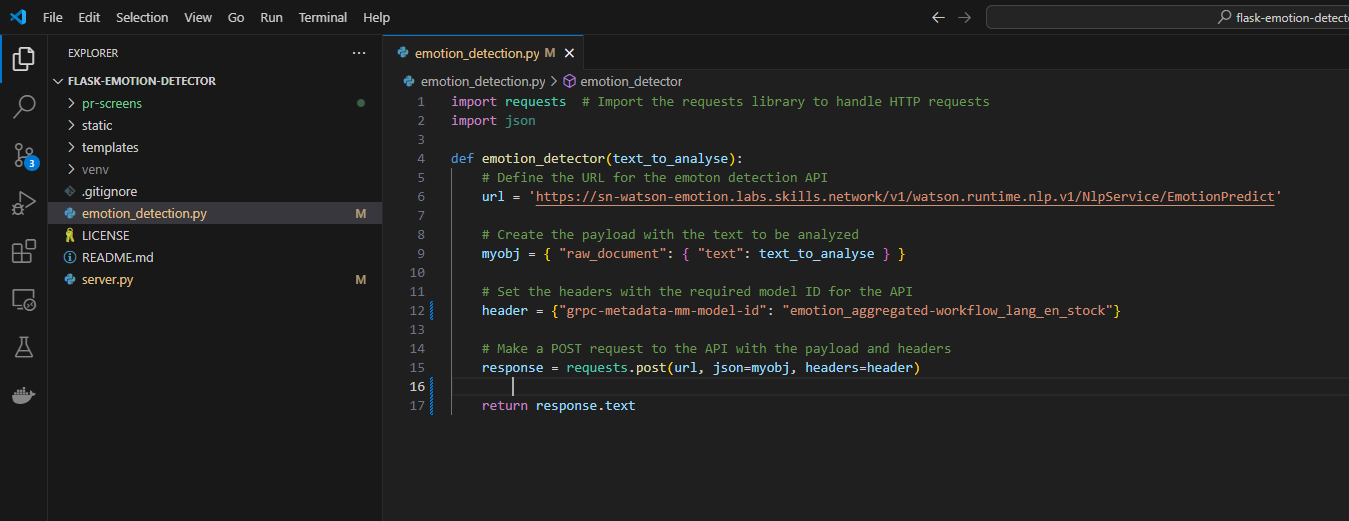 File Edit Selection View Go Run Terminal Help
flask-emotion-detecto
EXPLORER
FLASK-EMOTION-DETECTOR
pr-screens
static
templates
venv
.gitignore
emotion_detection.py M
LICENSE
README.md
server.py M
3
emotion_detection.py M
emotion_detection.py > emotion_detector
1 import requests  # Import the requests library to handle HTTP requests
2 import json
3
4 def emotion_detector(text_to_analyse):
5     # Define the URL for the emoton detection API
6     url = 'https://sn-watson-emotion.labs.skills.network/v1/watson.runtime.nlp.v1/NlpService/EmotionPredict'
7
8     # Create the payload with the text to be analyzed
9     myobj = { "raw_document": { "text": text_to_analyse } }
10
11     # Set the headers with the required model ID for the API
12     header = {"grpc-metadata-mm-model-id": "emotion_aggregated-workflow_lang_en_stock"}
13
14     # Make a POST request to the API with the payload and headers
15     response = requests.post(url, json=myobj, headers=header)
16
17     return response.text